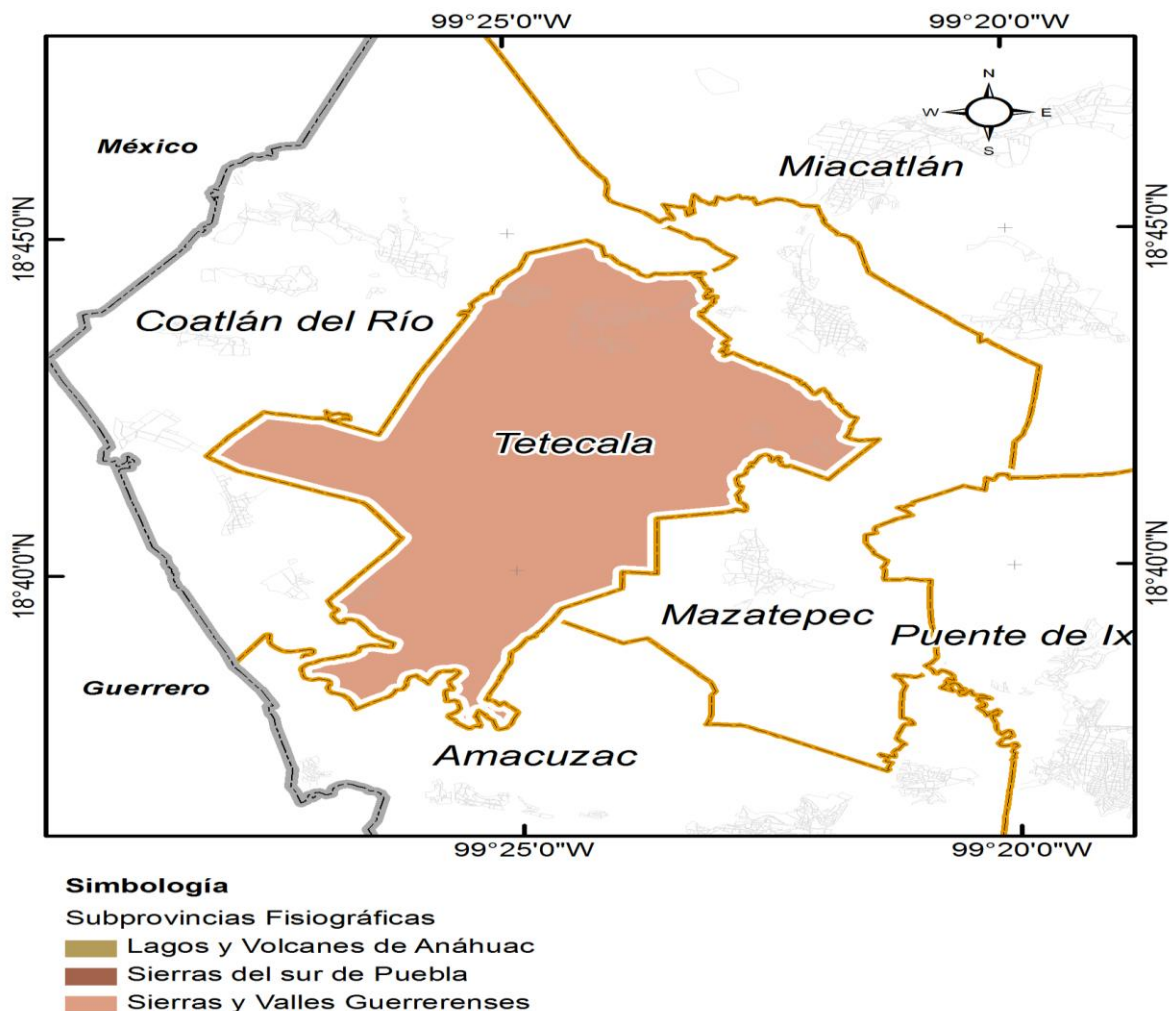 99°25'0"W
99°20'0"W
N
W
E
S
México
Miacatlán
18°45'0"N
18°45'0"N
Coatlán del Río
Tetecala
18°40'0"N
18°40'0"N
Mazatepec
Puente de Ix
Guerrero
Amacuzac
99°25'0"W
99°20'0"W
Simbología
Subprovincias Fisiográficas
Lagos y Volcanes de Anáhuac
Sierras del sur de Puebla
Sierras y Valles Guerrerenses